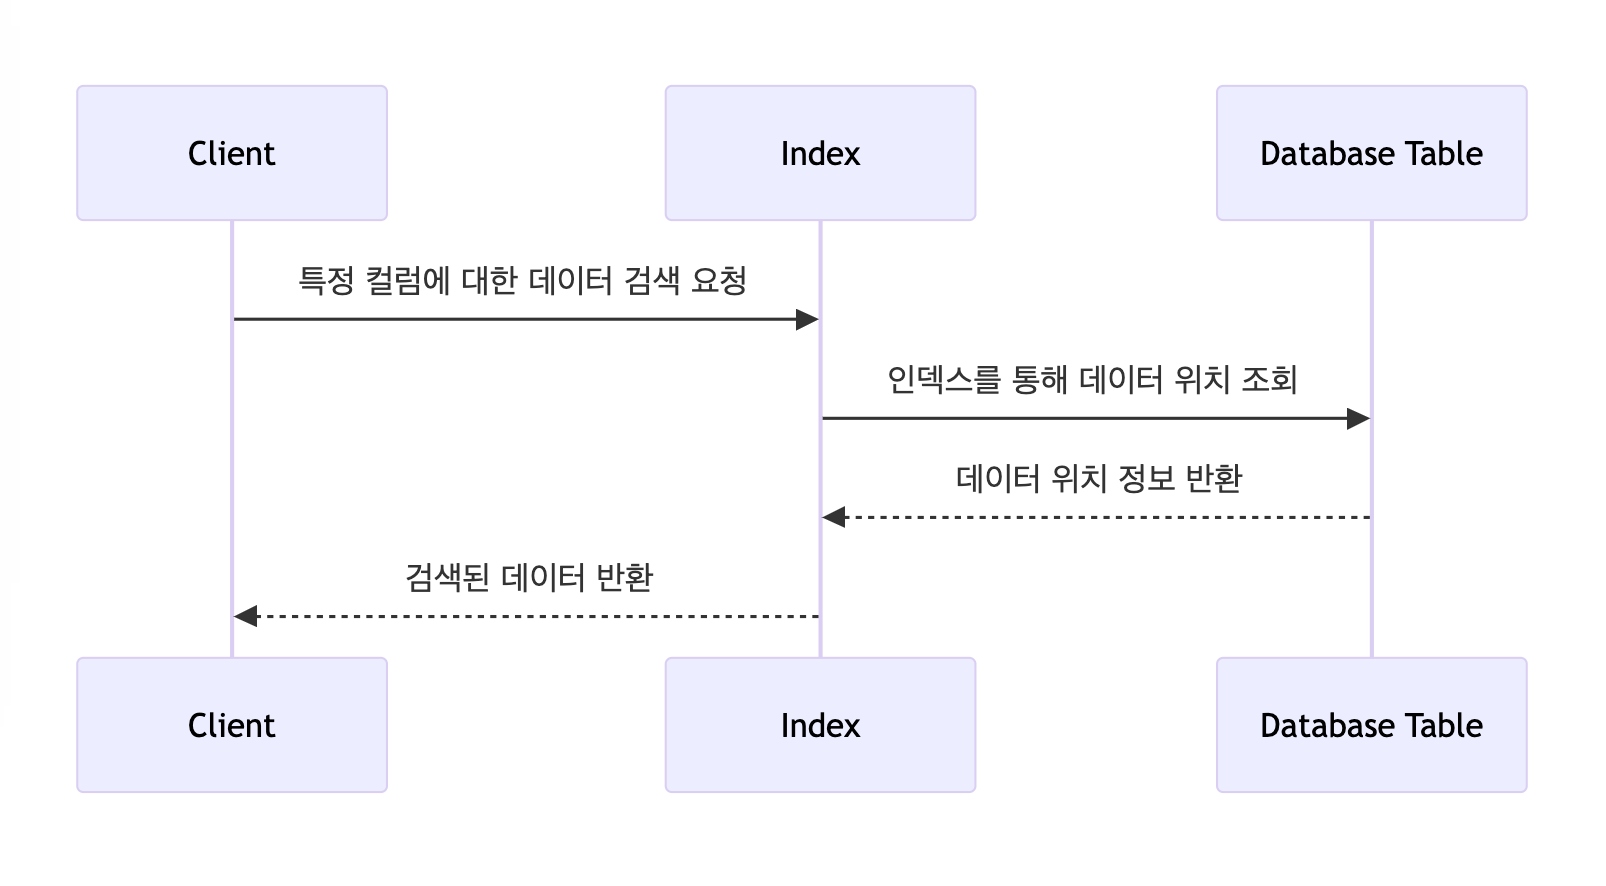 Client
Index
Database Table
특정 컬럼에 대한 데이터 검색 요청
인덱스를 통해 데이터 위치 조회
데이터 위치 정보 반환
검색된 데이터 반환
Client
Index
Database Table